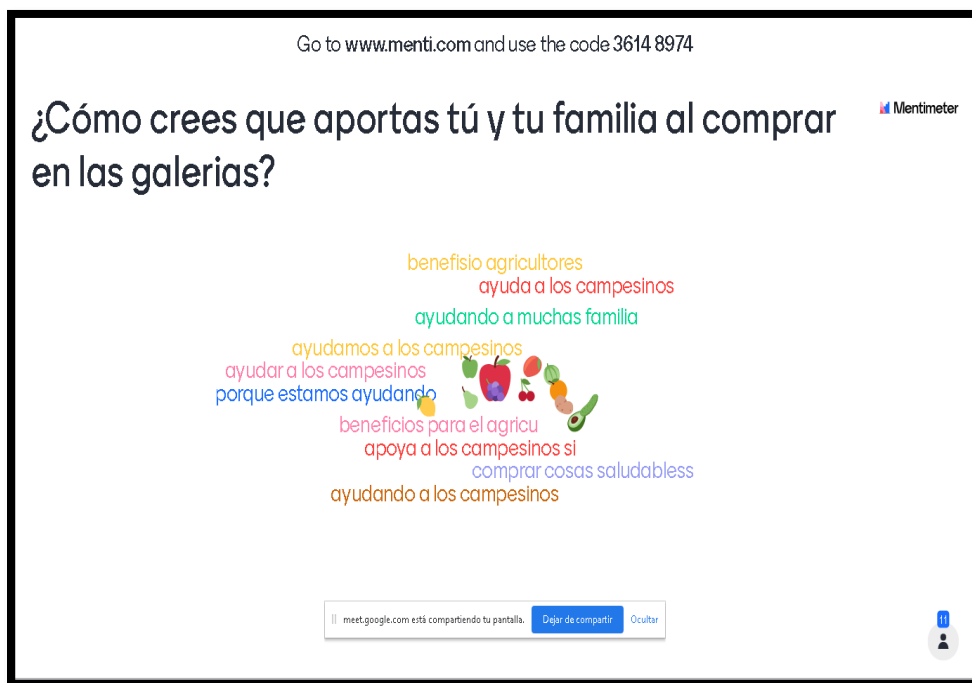 Go to www.menti.com and use the code 3614 8974
Mentimeter
¿Cómo crees que aportas tú y tu familia al comprar
en las galerias?
benefisio agricultores
ayuda a los campesinos
ayudando a muchas familia
ayudamos a los campesinos
ayudar a los campesinos
porque estamos ayudando
beneficios para el agricu
apoya a los campesinos si
comprar cosas saludabless
ayudando a los campesinos
meet.google.com está compartiendo tu pantalla. Dejar de compartir Ocultar
11